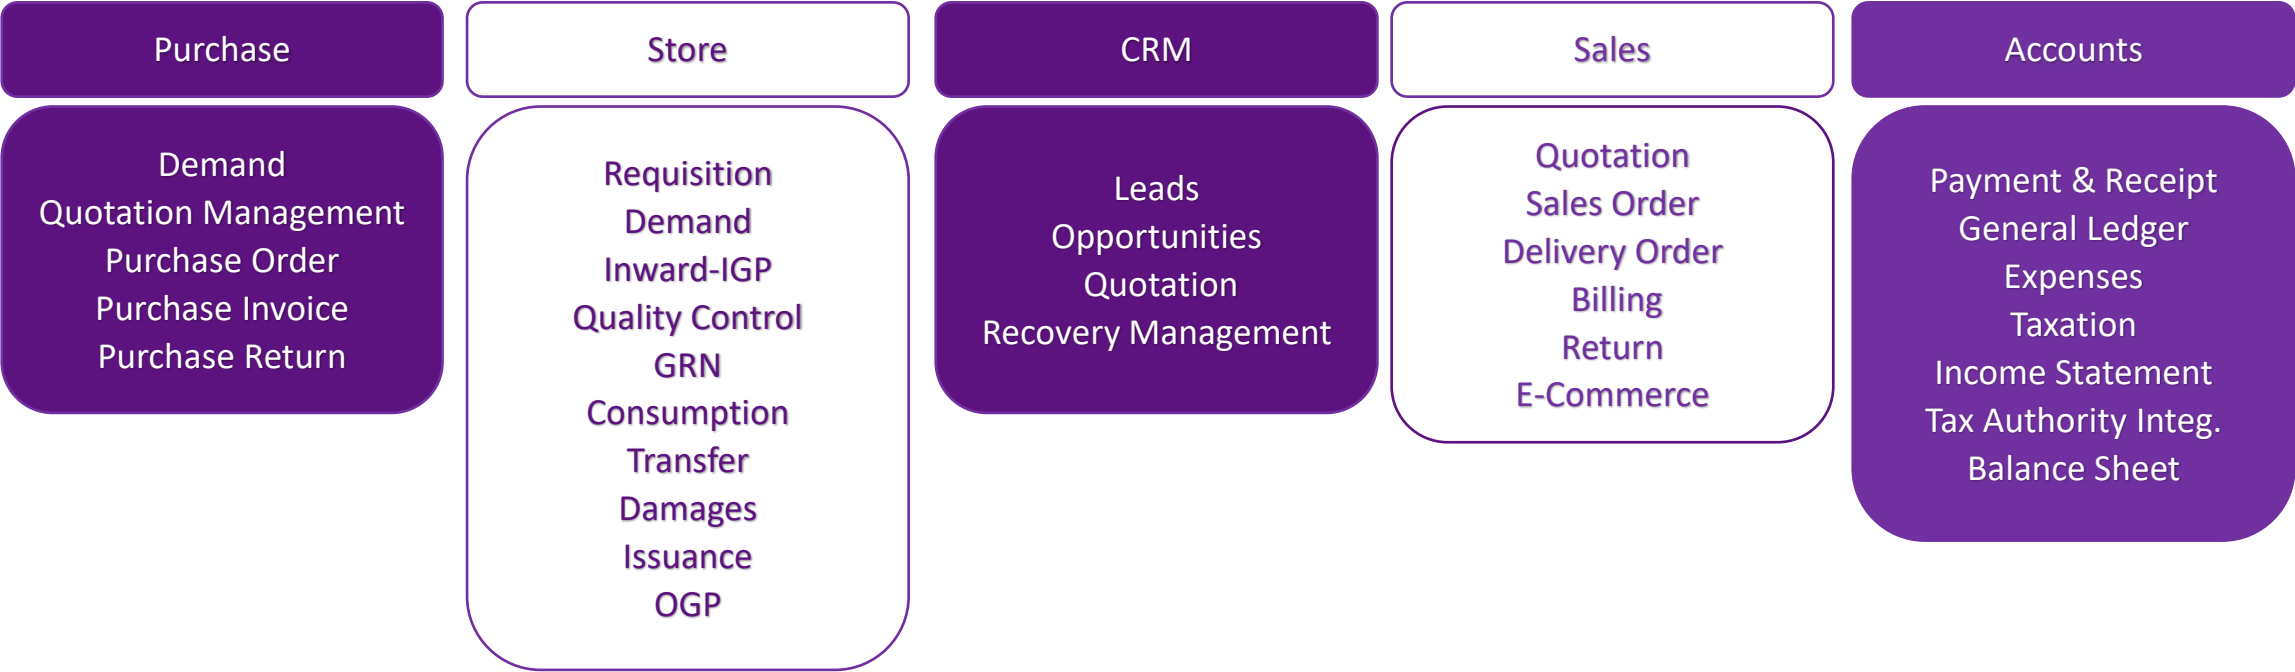 Purchase
Demand
Quotation Management
Purchase Order
Purchase Invoice
Purchase Return
Store
Requisition
Demand
Inward-IGP
Quality Control
GRN
Consumption
Transfer
Damages
Issuance
OGP
CRM
Leads
Opportunities
Quotation
Recovery Management
Sales
Quotation
Sales Order
Delivery Order
Billing
Return
E-Commerce
Accounts
Payment & Receipt
General Ledger
Expenses
Taxation
Income Statement
Tax Authority Integ.
Balance Sheet